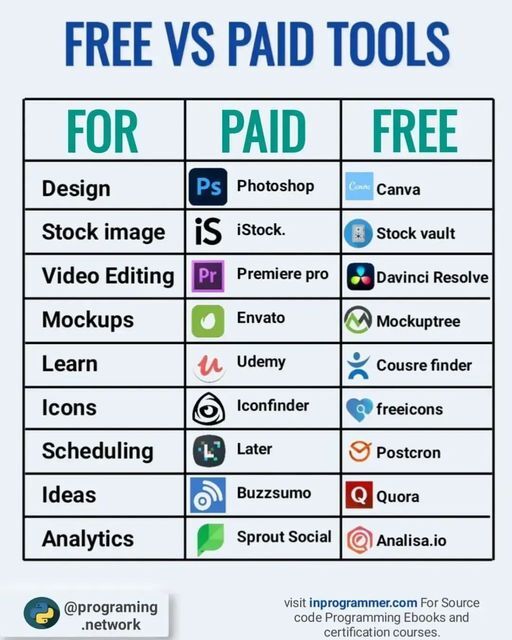 FREE VS PAID TOOLS
FOR PAID FREE
Design Ps Photoshop Canva Canva
Stock image iS iStock. Stock vault
Video Editing Pr Premiere pro Davinci Resolve
Mockups Envato Mockuptree
Learn u Udemy Cousre finder
Icons Iconfinder freeicons
Scheduling L Later Postcron
Ideas Buzzsumo Q Quora
Analytics Sprout Social Analisa.io
@programing
.network
visit inprogrammer.com For Source
code Programming Ebooks and
certification courses.